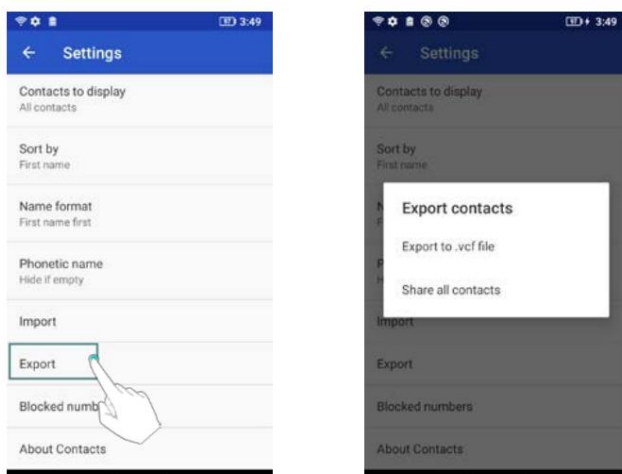 87 3:49
Settings
Contacts to display
All contacts
Sort by
First name
Name format
First name first
Phonetic name
Hide if empty
Import
Export
Blocked numb
About Contacts
3:49
Settings
Contacts to display
All contacts
Sort by
First name
N
F
Export contacts
Export to .vcf file
Share all contacts
P
H
Import
Export
Blocked numbers
About Contacts